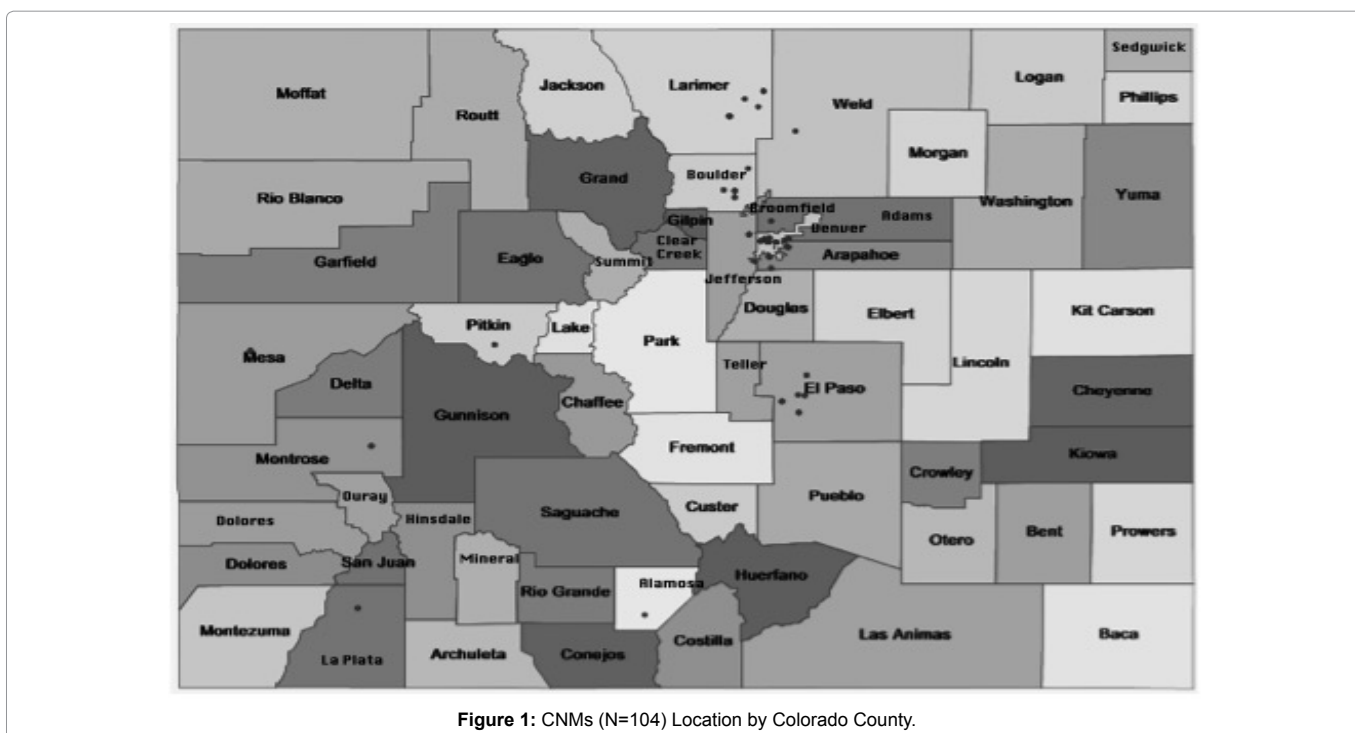 Sedgwick
Moffat
Jackson
Larimer
Logan
Routt
Weld
Phillips
Morgan
Grand
Boulder
Rio Blanco
Washington
Yuma
Broomfield
Gilpin
Adams
Denver
Clear
Creek
Garfield
Eaglo
Summit
Arapahoe
Jefferson
Douglas
Elbert
Kit Carson
Pitkin
Lake
Park
Mesa
Teller
Lincoln
Delta
El Paso
Cheyenne
Gunnison
Chaffee
Fremont
Montrose
Kiowa
Crowley
Ouray
Pueblo
Custer
Saguache
Dolores
Hinsdale
Bent
Prowers
Otero
Mineral
Dolores
San Juan
Huerfano
Alamosa
Rio Grande
Montezuma
Las Animas
Baca
Costilla
La Plata
Archuleta
Conejos
Figure 1: CNMs (N=104) Location by Colorado County.